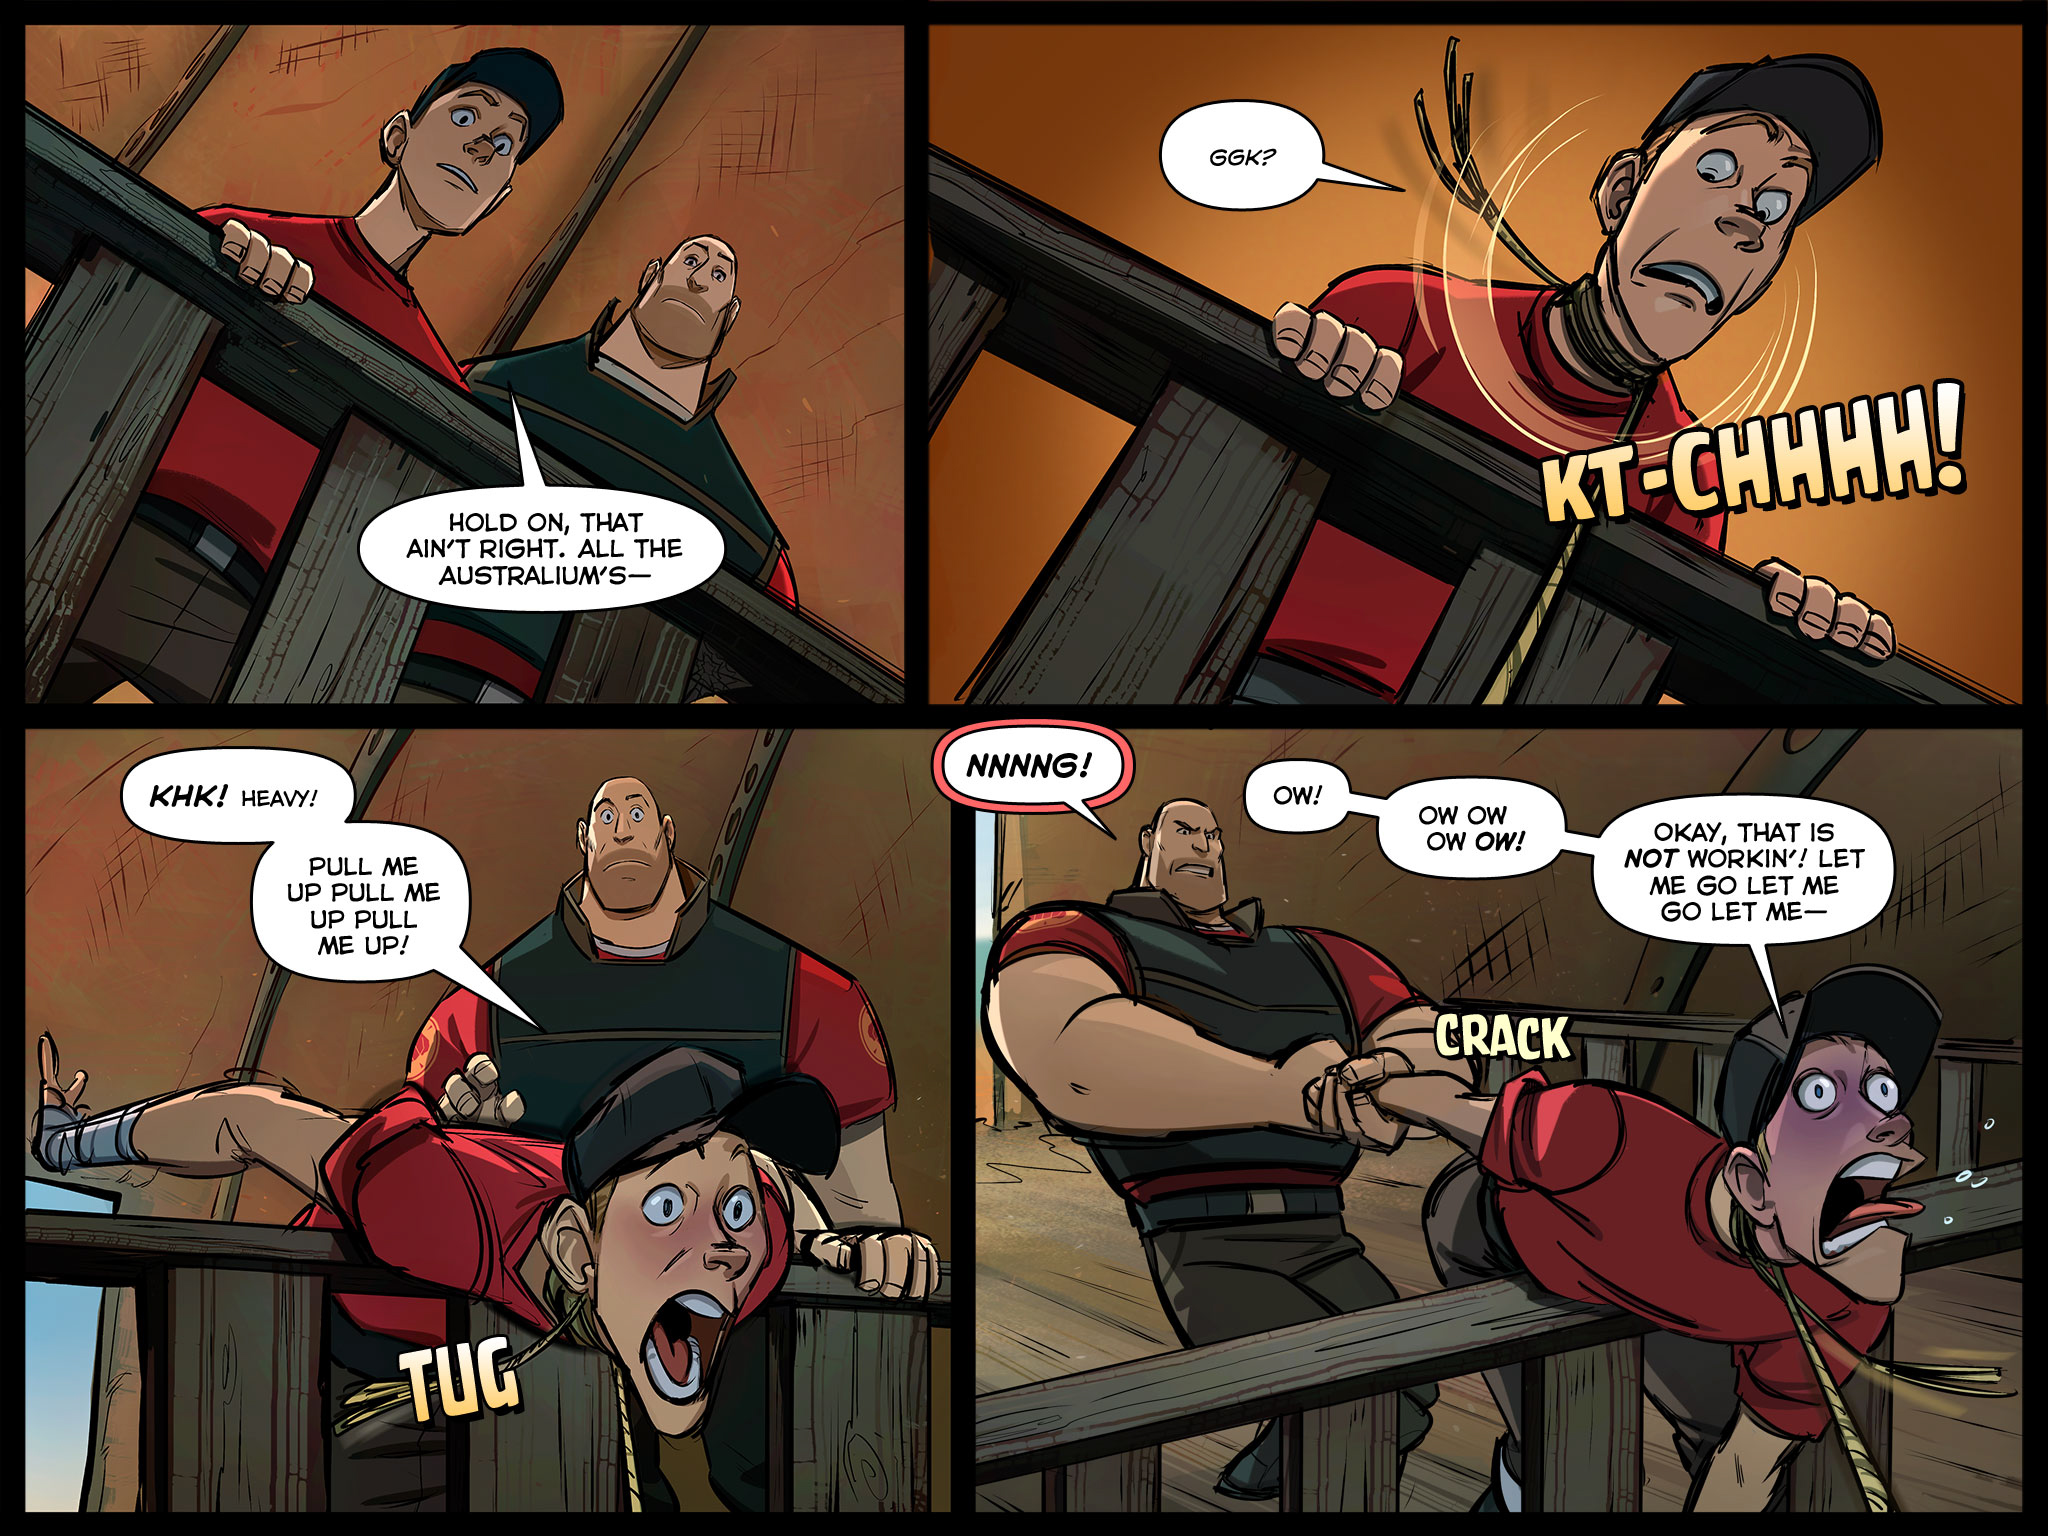 HOLD ON, THAT
AIN'T RIGHT. ALL THE
AUSTRALIUM'S—
GGK?
KT-CHHHH!
KHK! HEAVY!
PULL ME
UP PULL ME
UP PULL
ME UP!
TUG
NNNNG!
OW!
OW OW
OW OW!
OKAY, THAT IS
NOT WORKIN'! LET
ME GO LET ME
GO LET ME—
CRACK